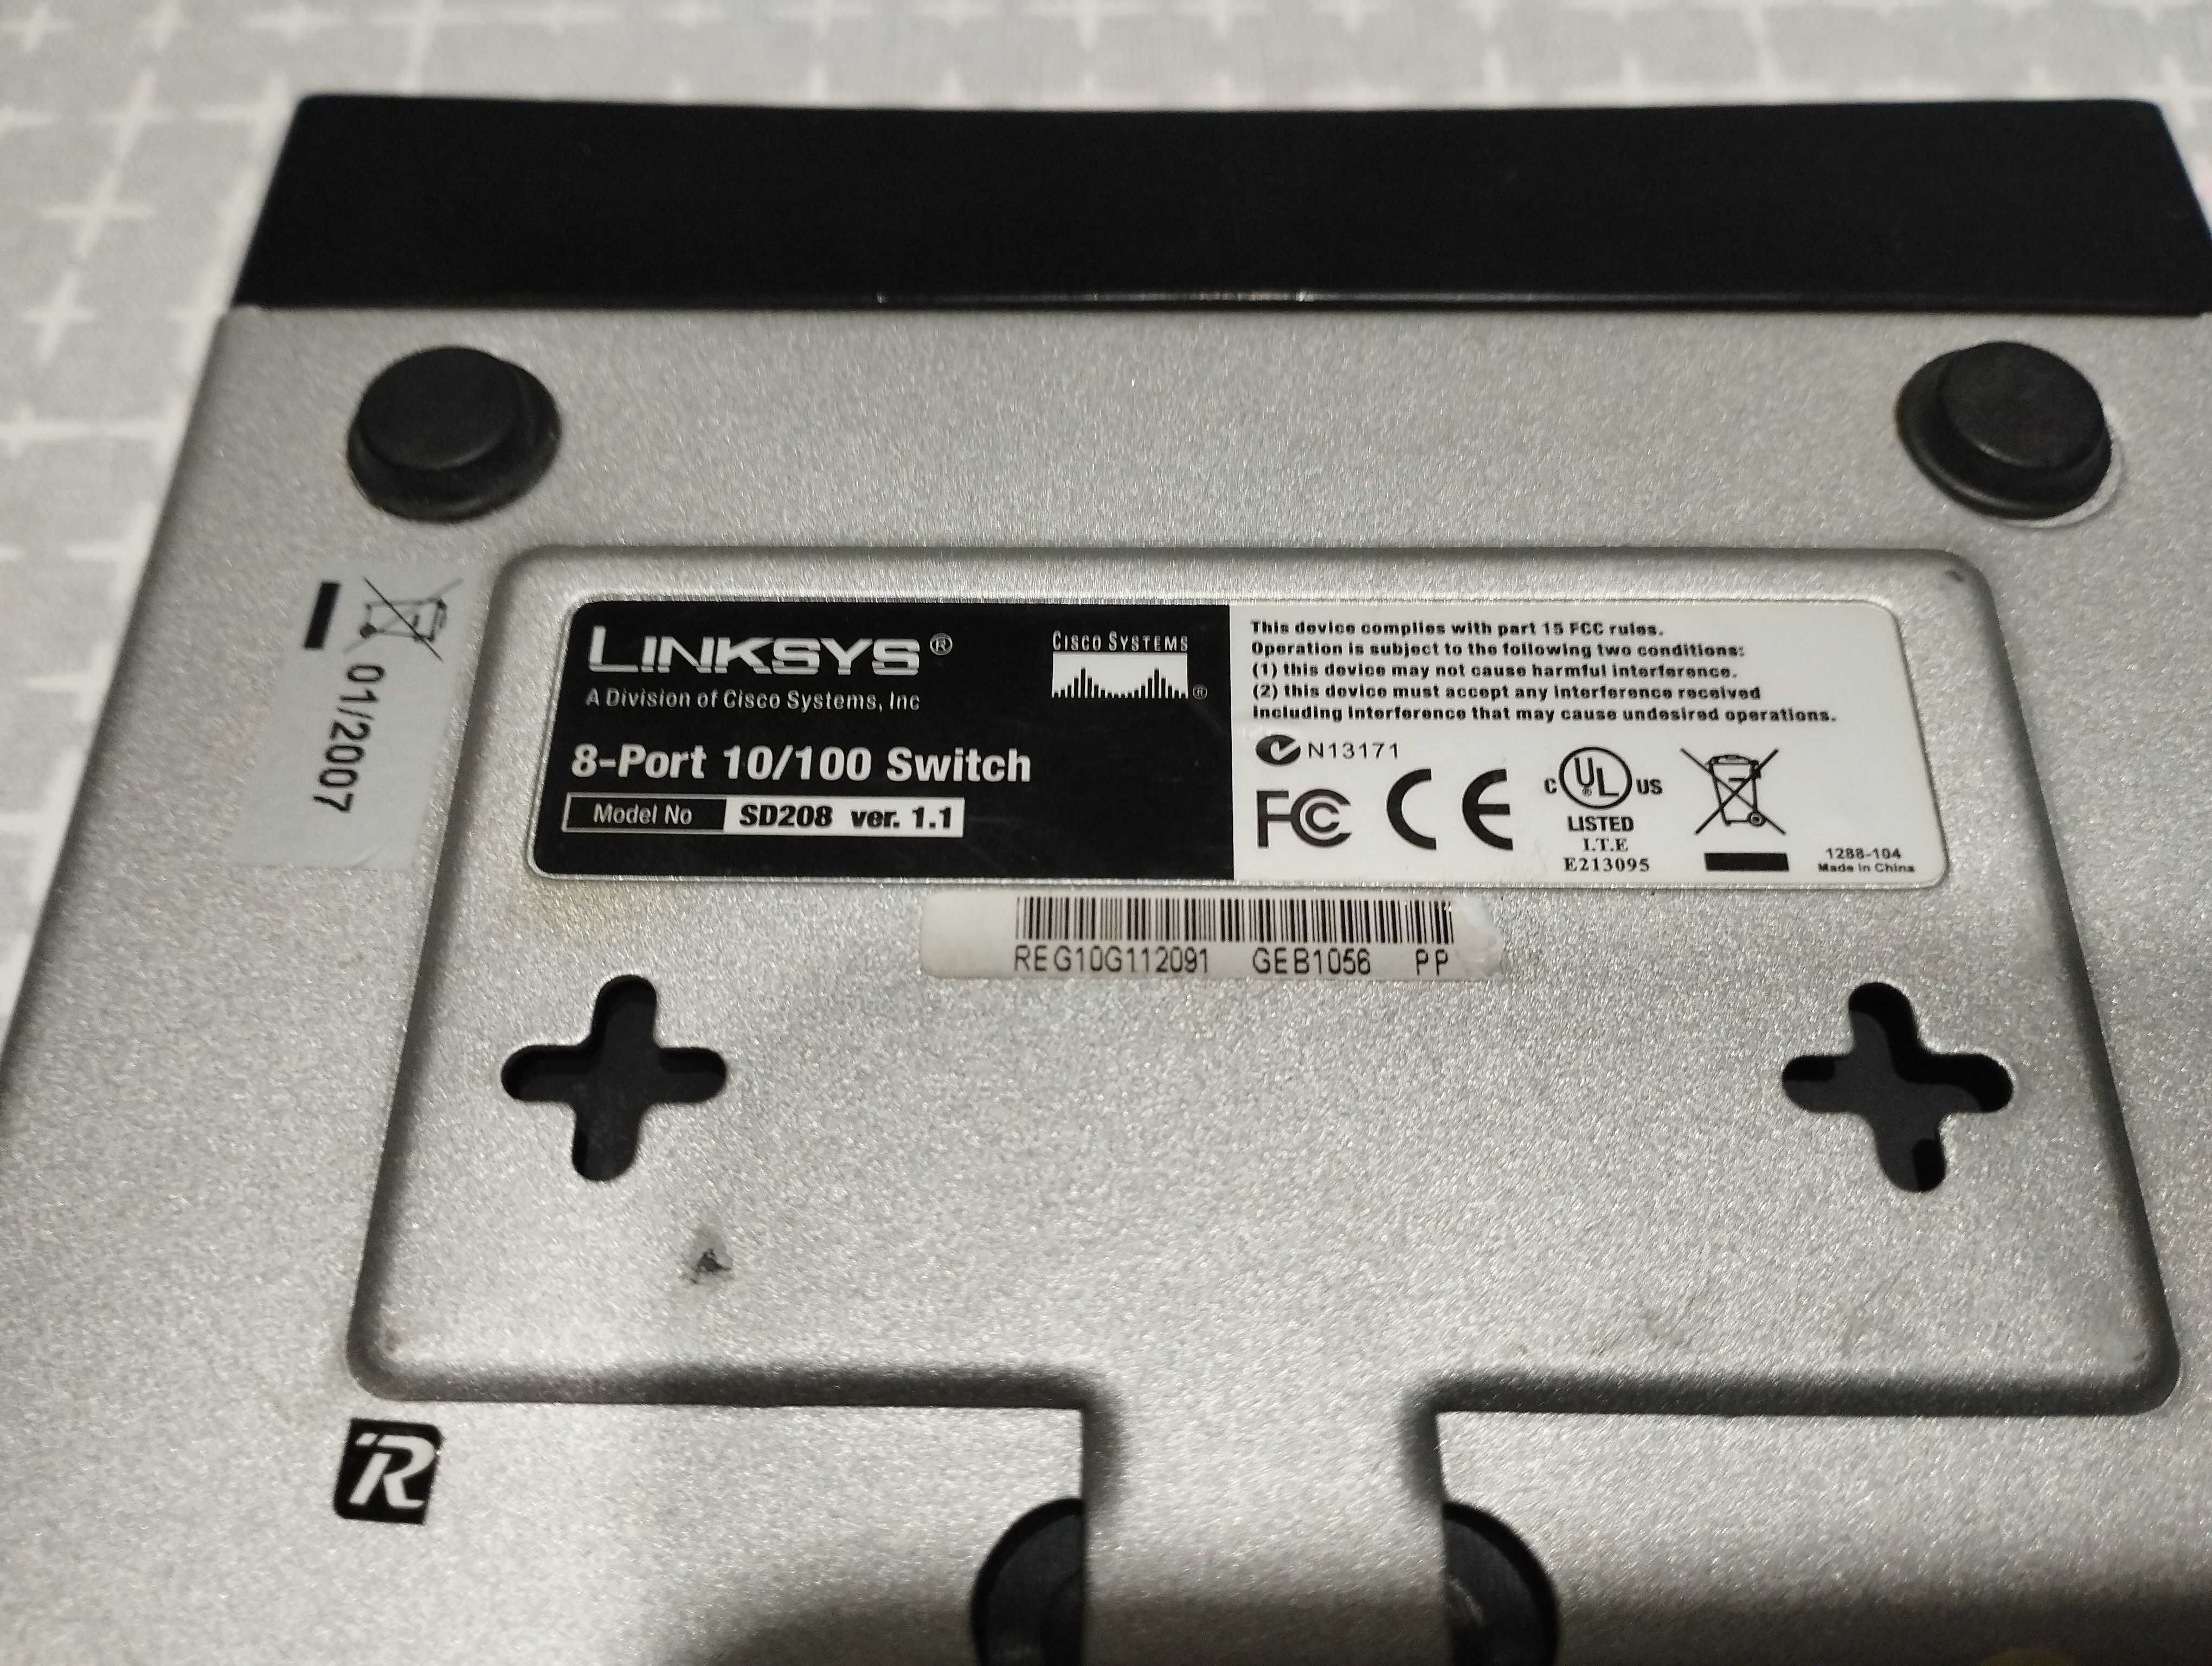 LINKSYS®
A Division of Cisco Systems, Inc
CISCO SYSTEMS
®
8-Port 10/100 Switch
Model No SD208 ver. 1.1
This device complies with part 15 FCC rules.
Operation is subject to the following two conditions:
(1) this device may not cause harmful interference.
(2) this device must accept any interference received
including interference that may cause undesired operations.
N13171
FCC CE
C UL® US
LISTED
I.T.E
E213095
1288-104
Made in China
REG10G112091 GEB1056 PP
01/2007
R